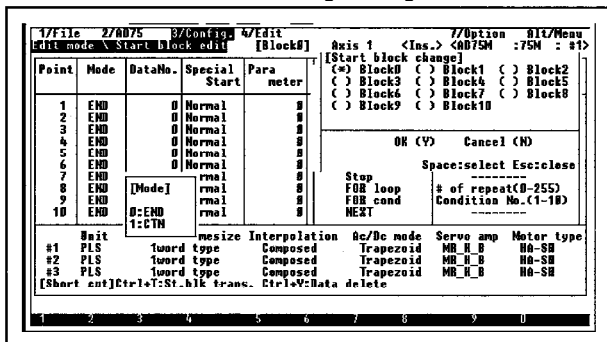 1/File 2/AD75 3/Config. 4/Edit 7/Option Alt/Menu
Edit mode \ Start block edit [Block0] Axis 1 <Ins.> <AD75M :75M : #1>
[Start block change]
(*) Block0 ( ) Block1 ( ) Block2
( ) Block3 ( ) Block4 ( ) Block5
( ) Block6 ( ) Block7 ( ) Block8
( ) Block9 ( ) Block10
OK (Y) Cancel (N)
Space:select Esc:close
Point Mode DataNo. Special Start Para meter
1 END 0 Normal 0
2 END 0 Normal 0
3 END 0 Normal 0
4 END 0 Normal 0
5 END 0 Normal 0
6 END 0 Normal 0
7 END rmal 0 Stop --------
8 END [Mode] rmal 0 FOR loop # of repeat(0-255)
9 END rmal 0 FOR cond Condition No.(1-10)
10 END 0:END rmal 0 NEXT --------
1:CTN
Unit mesize Interpolation Ac/Dc mode Servo amp Motor type
#1 PLS 1word type Composed Trapezoid MR_H_B HA-SH
#2 PLS 1word type Composed Trapezoid MR_H_B HA-SH
#3 PLS 1word type Composed Trapezoid MR_H_B HA-SH
[Short cut]Ctrl+T:St.blk trans. Ctrl+Y:Data delete
1 2 3 4 5 6 7 8 9 0